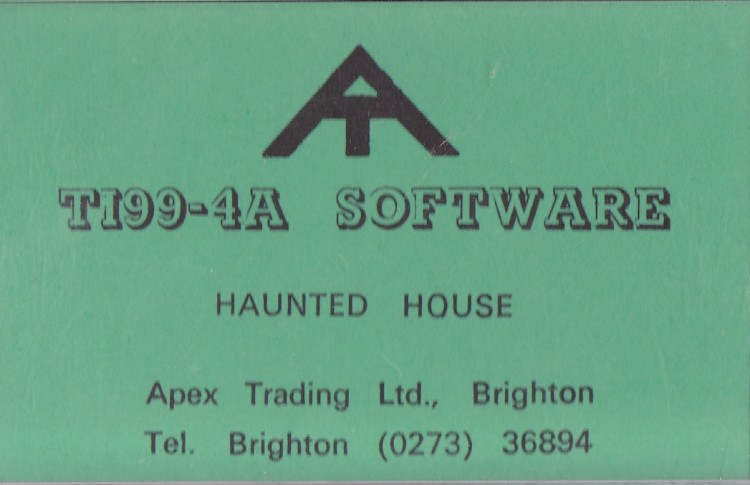 TI99-4A SOFTWARE
HAUNTED HOUSE
Apex Trading Ltd., Brighton
Tel. Brighton (0273) 36894